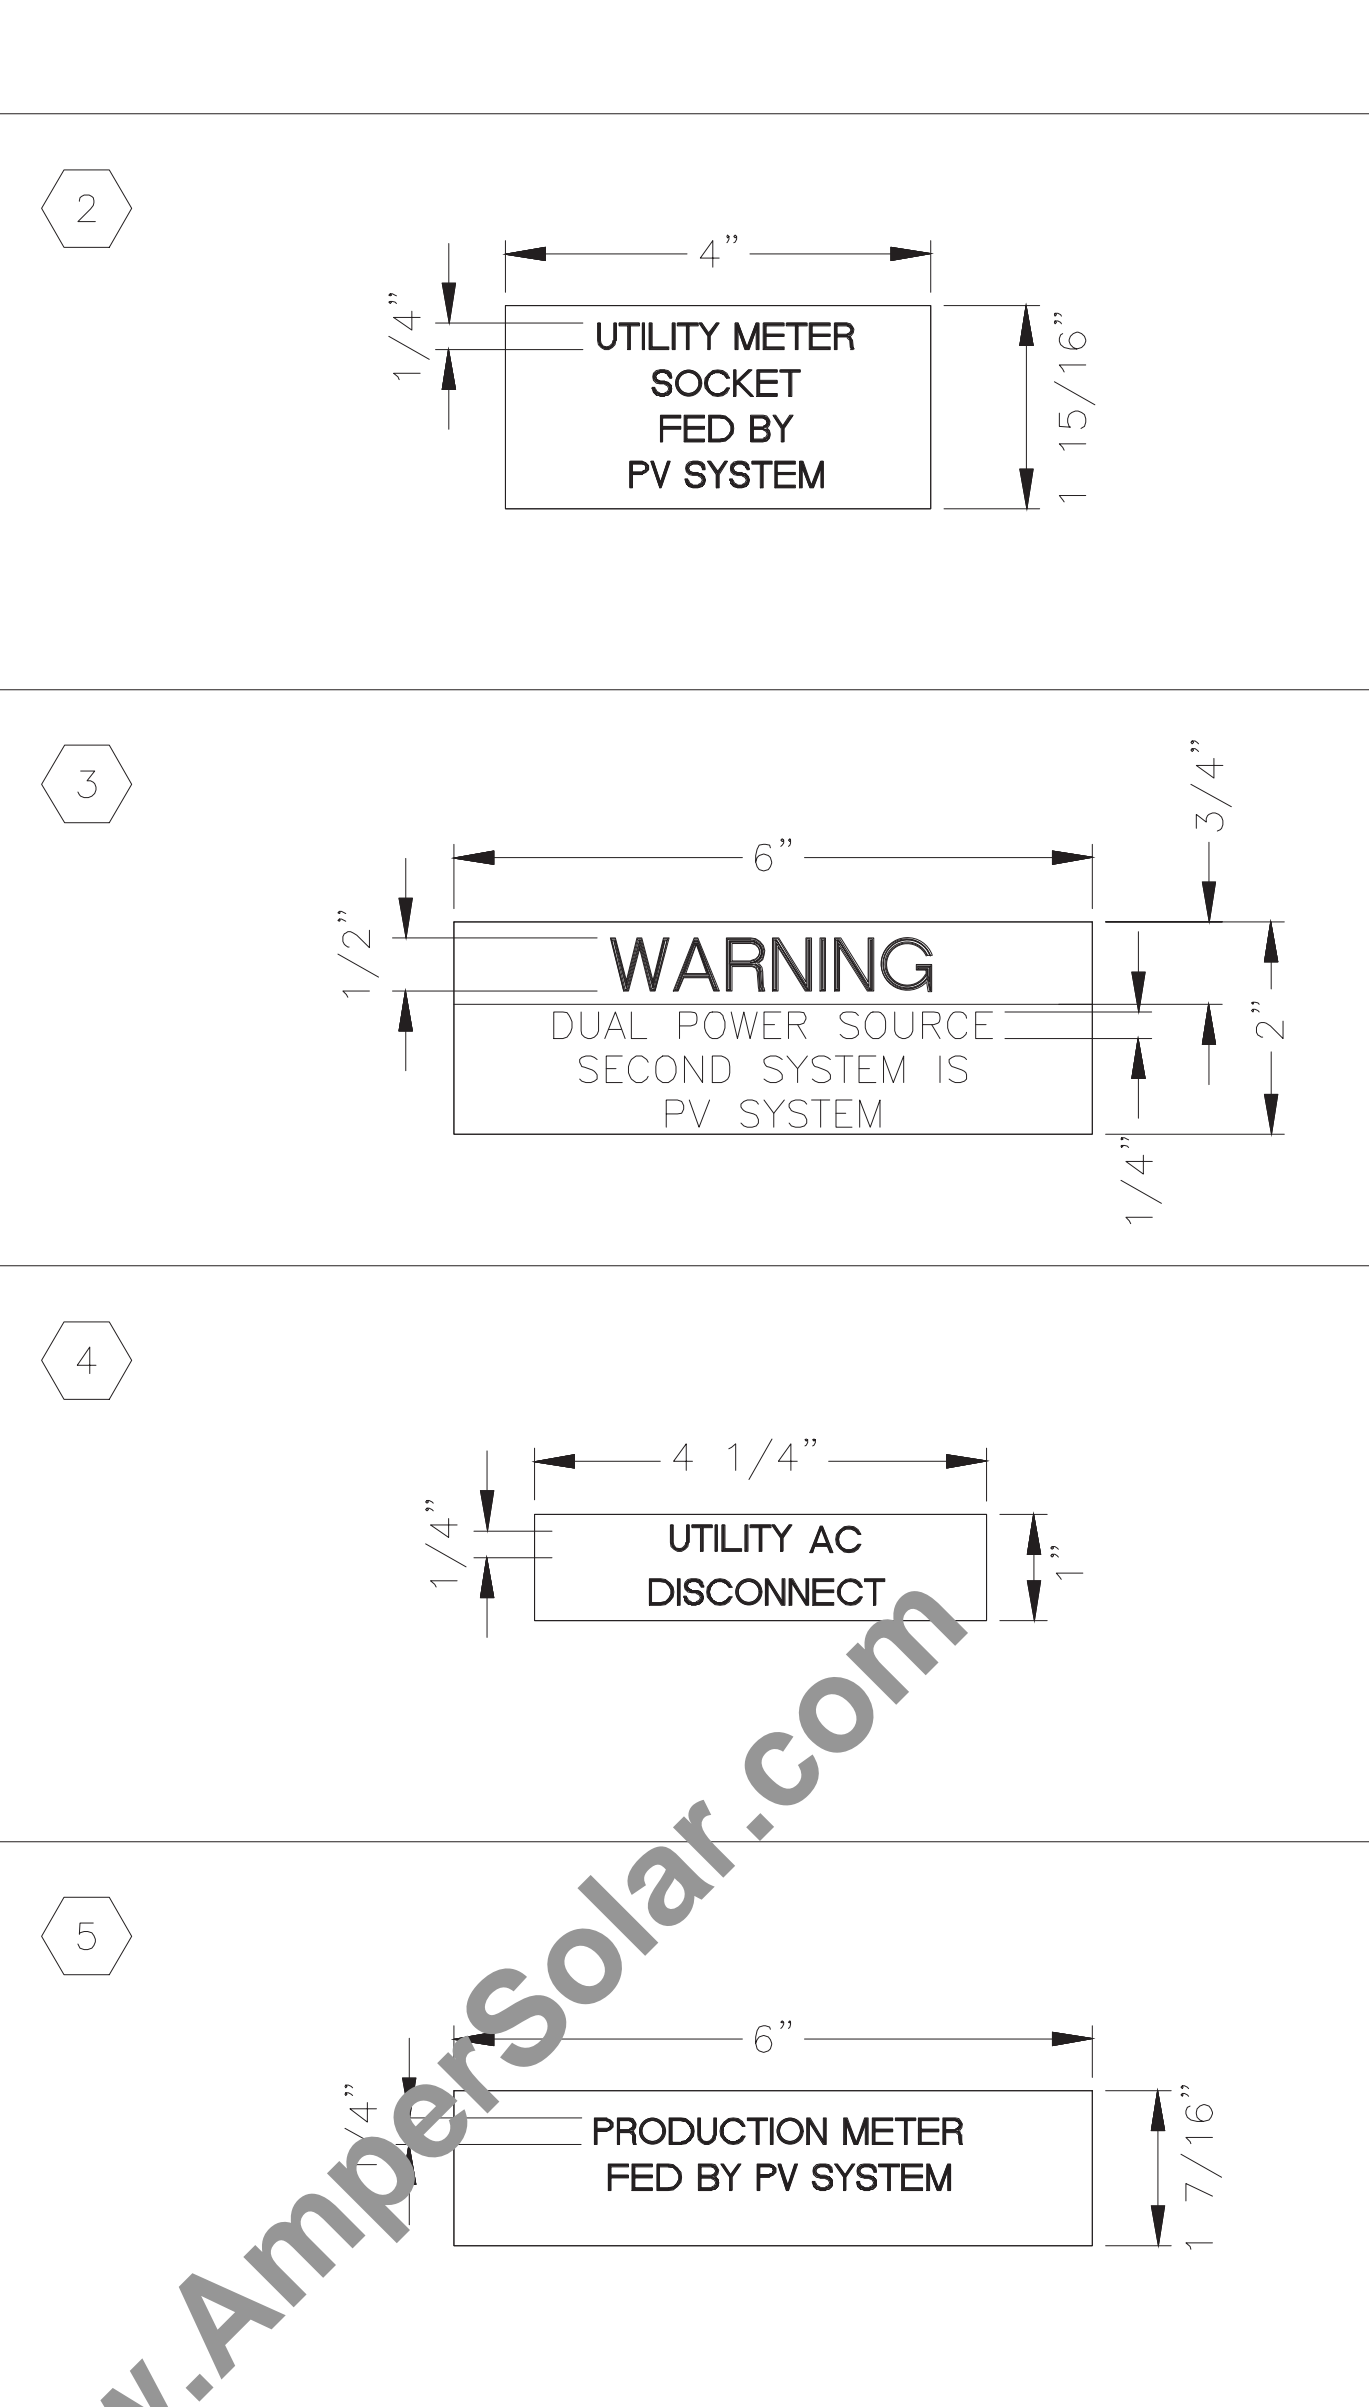 2
4"
1/4"
UTILITY METER
SOCKET
FED BY
PV SYSTEM
1 15/16"
3
3/4"
6"
1/2"
WARNING
DUAL POWER SOURCE
SECOND SYSTEM IS
PV SYSTEM
2"
1/4"
4
4 1/4"
1/4"
UTILITY AC
DISCONNECT
1"
5
6"
1/4"
PRODUCTION METER
FED BY PV SYSTEM
1 7/16"
w.AmperSolar.com